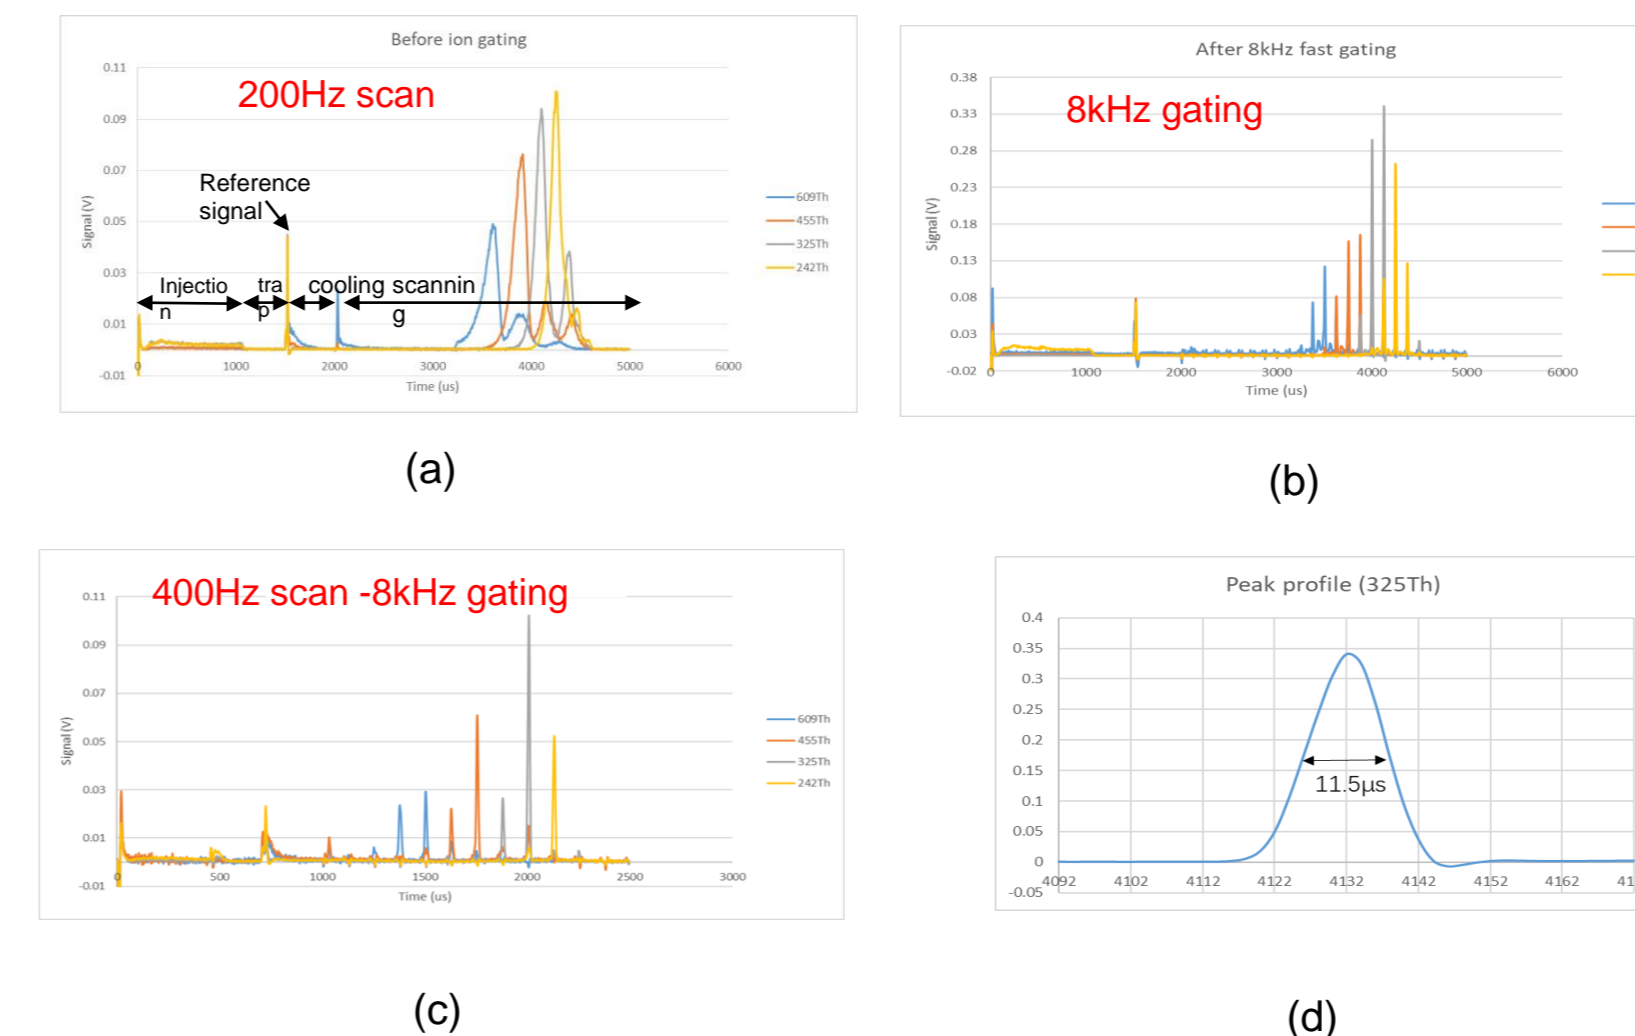 Before ion gating
200Hz scan
0.11
0.09
0.07
0.05
0.03
0.01
-0.01
Signal (V)
Reference
signal
Injectio
n
tra
p
cooling scannin
g
0 1000 2000 3000 4000 5000 6000
Time (us)
609Th
455Th
325Th
242Th
(a)
After 8kHz fast gating
8kHz gating
0.38
0.33
0.28
0.23
0.18
0.13
0.08
0.03
-0.02
Signal (V)
0 1000 2000 3000 4000 5000 6000
Time (us)
(b)
400Hz scan -8kHz gating
0.11
0.09
0.07
0.05
0.03
0.01
-0.01
Signal (V)
0 500 1000 1500 2000 2500 3000
Time (us)
609Th
455Th
325Th
242Th
(c)
Peak profile (325Th)
0.4
0.35
0.3
0.25
0.2
0.15
0.1
0.05
0
-0.05
11.5µs
4092 4102 4112 4122 4132 4142 4152 4162 41
(d)